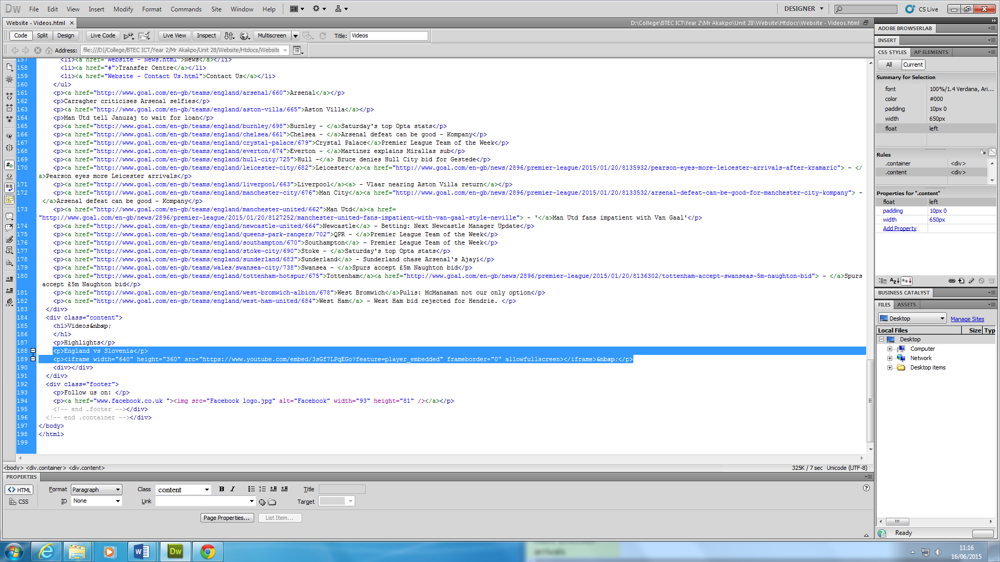 Dw File Edit View Insert Modify Format Commands Site Window Help DESIGNER CS Live
Website - Videos.html D:\College\BTEC ICT\Year 2\Mr Akakpo\Unit 28\Website\Htdocs\Website - Videos.html
Code Split Design Live Code Live View Inspect Multiscreen Title: Videos
Address: file:///D|/College/BTEC ICT/Year 2/Mr Akakpo/Unit 28/Website/Htdocs/Website
157 <li><a href="Website - News.html">News</a></li>
158 <li><a href="#">Transfer Centre</a></li>
159 <li><a href="Website - Contact Us.html">Contact Us</a></li>
160 </ul>
161 <p><a href="http://www.goal.com/en-gb/teams/england/arsenal/660">Arsenal</a></p>
162 <p>Carragher criticises Arsenal selfies</p>
163 <p><a href="http://www.goal.com/en-gb/teams/england/aston-villa/665">Aston Villa</a></p>
164 <p>Man Utd tell Januzaj to wait for loan</p>
165 <p><a href="http://www.goal.com/en-gb/teams/england/burnley/698">Burnley - </a>Saturday's top Opta stats</p>
166 <p><a href="http://www.goal.com/en-gb/teams/england/chelsea/661">Chelsea - </a>Arsenal defeat can be good - Kompany</p>
167 <p><a href="http://www.goal.com/en-gb/teams/england/crystal-palace/679">Crystal Palace</a>Premier League Team of the Week</p>
168 <p><a href="http://www.goal.com/en-gb/teams/england/everton/674">Everton - </a>Martinez explains Mirallas sub</p>
169 <p><a href="http://www.goal.com/en-gb/teams/england/hull-city/725">Hull -</a> Bruce denies Hull City bid for Gestede</p>
170 <p><a href="http://www.goal.com/en-gb/teams/england/leicester-city/682">Leicester</a><a href="http://www.goal.com/en-gb/news/2896/premier-league/2015/01/20/8135932/pearson-eyes-more-leicester-arrivals-after-kramaric"> - </
a>Pearson eyes more Leicester arrivals</p>
171 <p><a href="http://www.goal.com/en-gb/teams/england/liverpool/663">Liverpool</a><a> - Vlaar nearing Aston Villa return</a></p>
172 <p><a href="http://www.goal.com/en-gb/teams/england/manchester-city/676">Man City</a><a href="http://www.goal.com/en-gb/news/2896/premier-league/2015/01/20/8133532/arsenal-defeat-can-be-good-for-manchester-city-kompany"> -
</a>Arsenal defeat can be good - Kompany</p>
173 <p><a href="http://www.goal.com/en-gb/teams/england/manchester-united/662">Man Utd</a><a href=
"http://www.goal.com/en-gb/news/2896/premier-league/2015/01/20/8127252/manchester-united-fans-impatient-with-van-gaal-style-neville"> - '</a>Man Utd fans impatient with Van Gaal'</p>
174 <p><a href="http://www.goal.com/en-gb/teams/england/newcastle-united/664">Newcastle</a> - Betting: Next Newcastle Manager Update</p>
175 <p><a href="http://www.goal.com/en-gb/teams/england/queens-park-rangers/702">QPR - </a>Premier League Team of the Week</p>
176 <p><a href="http://www.goal.com/en-gb/teams/england/southampton/670">Southampton</a> - Premier League Team of the Week</p>
177 <p><a href="http://www.goal.com/en-gb/teams/england/stoke-city/690">Stoke - </a>Saturday's top Opta stats</p>
178 <p><a href="http://www.goal.com/en-gb/teams/england/sunderland/683">Sunderland</a> - Sunderland chase Arsenal's Ajayi</p>
179 <p><a href="http://www.goal.com/en-gb/teams/wales/swansea-city/738">Swansea - </a>Spurs accept £5m Naughton bid</p>
180 <p><a href="http://www.goal.com/en-gb/teams/england/tottenham-hotspur/675">Tottenham</a><a href="http://www.goal.com/en-gb/news/2896/premier-league/2015/01/20/8136302/tottenham-accept-swanseas-5m-naughton-bid"> - </a>Spurs
accept £5m Naughton bid</p>
181 <p><a href="http://www.goal.com/en-gb/teams/england/west-bromwich-albion/678">West Bromwich</a>Pulis: McManaman not our only option</p>
182 <p><a href="http://www.goal.com/en-gb/teams/england/west-ham-united/684">West Ham</a> - West Ham bid rejected for Hendrie. </p>
183 </div>
184 <div class="content">
185 <h1>Videos&nbsp;
186 </h1>
187 <p>Highlights</p>
188 <p>England vs Slovenia</p>
189 <p><iframe width="640" height="360" src="https://www.youtube.com/embed/3sGf7LPqEGo?feature=player_embedded" frameborder="0" allowfullscreen></iframe>&nbsp;</p>
190 <div></div>
191 </div>
192 <div class="footer">
193 <p>Follow us on: </p>
194 <p><a href="www.facebook.co.uk "><img src="Facebook logo.jpg" alt="Facebook" width="93" height="81" /></a></p>
195 <!-- end .footer --></div>
196 <!-- end .container --></div>
197 </body>
198 </html>
199
<body> <div.container> <div.content> 325K / 7 sec Unicode (UTF-8)
PROPERTIES
<> HTML Format Paragraph Class content B I Title
CSS ID None Link Target
Page Properties... List Item...
ADOBE BROWSERLAB
INSERT
CSS STYLES AP ELEMENTS
All Current
Summary for Selection
font 100%/1.4 Verdana, Ari...
color #000
padding 10px 0
width 650px
float left
Rules
.container <div>
.content <div>
Properties for ".content"
float left
padding 10px 0
width 650px
Add Property
BUSINESS CATALYST
FILES ASSETS
Desktop Manage Sites
Local Files Size Typ
Desktop
Computer
Network
Desktop items
Ready
arrivals
11:16
16/06/2015